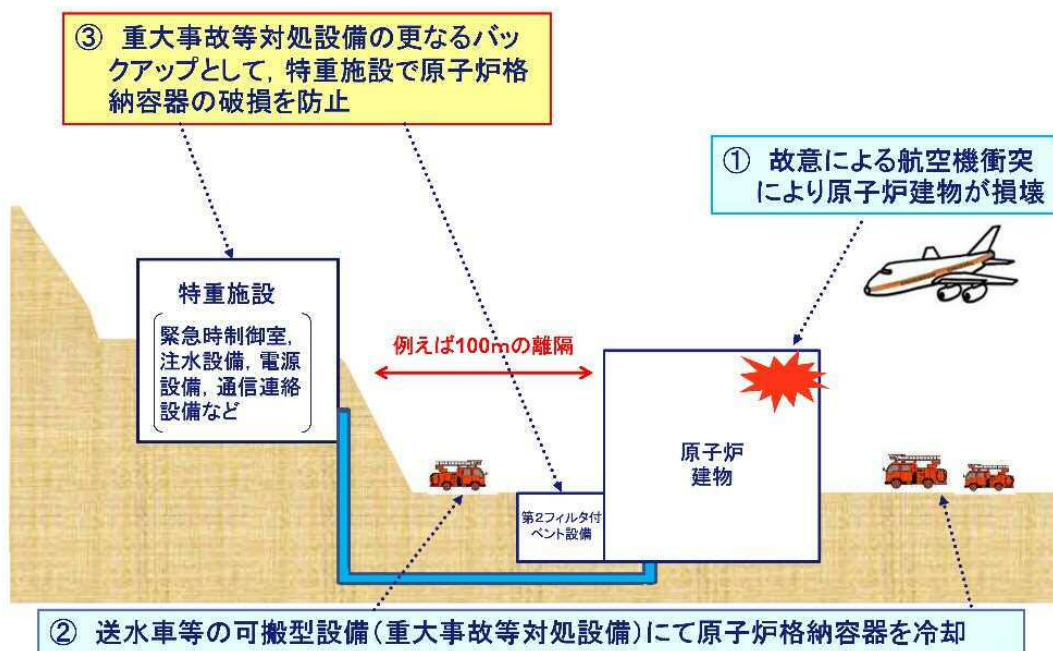 ③ 重大事故等対処設備の更なるバッ
クアップとして，特重施設で原子炉格
納容器の破損を防止
① 故意による航空機衝突
により原子炉建物が損壊
特重施設
緊急時制御室，
注水設備，電源
設備，通信連絡
設備など
例えば100mの離隔
原子炉
建物
第２フィルタ付
ベント設備
② 送水車等の可搬型設備（重大事故等対処設備）にて原子炉格納容器を冷却